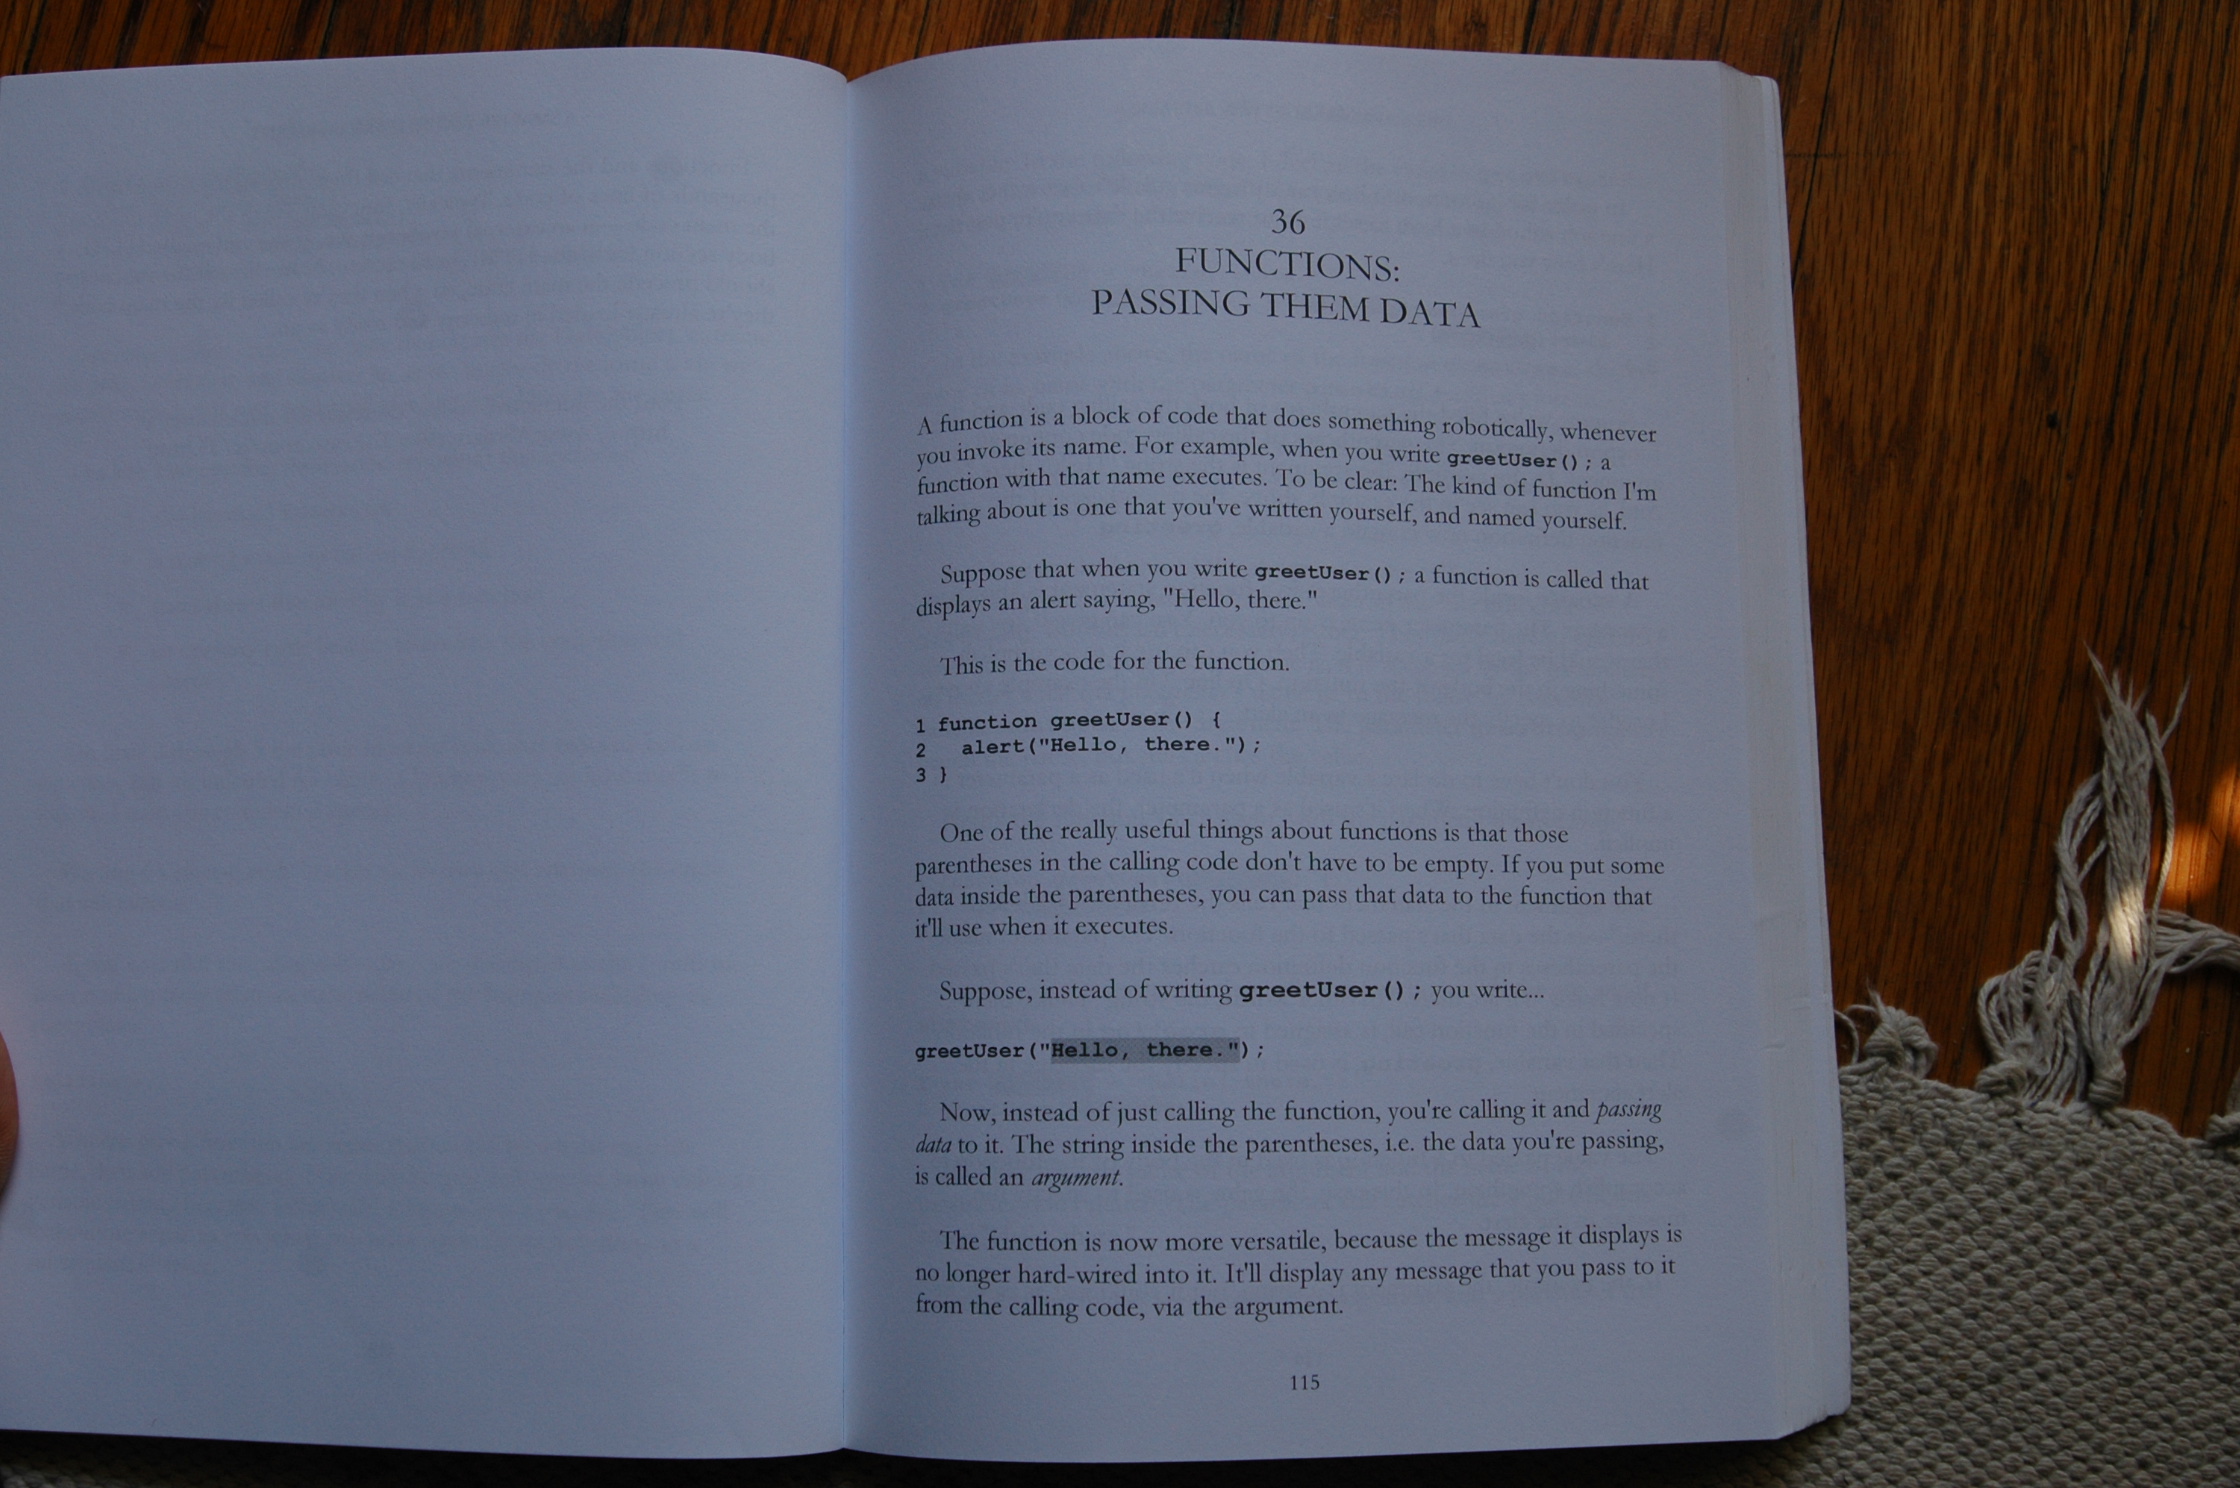 36
FUNCTIONS:
PASSING THEM DATA
A function is a block of code that does something robotically, whenever
you invoke its name. For example, when you write greetUser(); a
function with that name executes. To be clear: The kind of function I'm
talking about is one that you've written yourself, and named yourself.
Suppose that when you write greetUser(); a function is called that
displays an alert saying, "Hello, there."
This is the code for the function.
1 function greetUser() {
2   alert("Hello, there.");
3 }
One of the really useful things about functions is that those
parentheses in the calling code don't have to be empty. If you put some
data inside the parentheses, you can pass that data to the function that
it'll use when it executes.
Suppose, instead of writing greetUser(); you write...
greetUser("Hello, there.");
Now, instead of just calling the function, you're calling it and passing
data to it. The string inside the parentheses, i.e. the data you're passing,
is called an argument.
The function is now more versatile, because the message it displays is
no longer hard-wired into it. It'll display any message that you pass to it
from the calling code, via the argument.
115